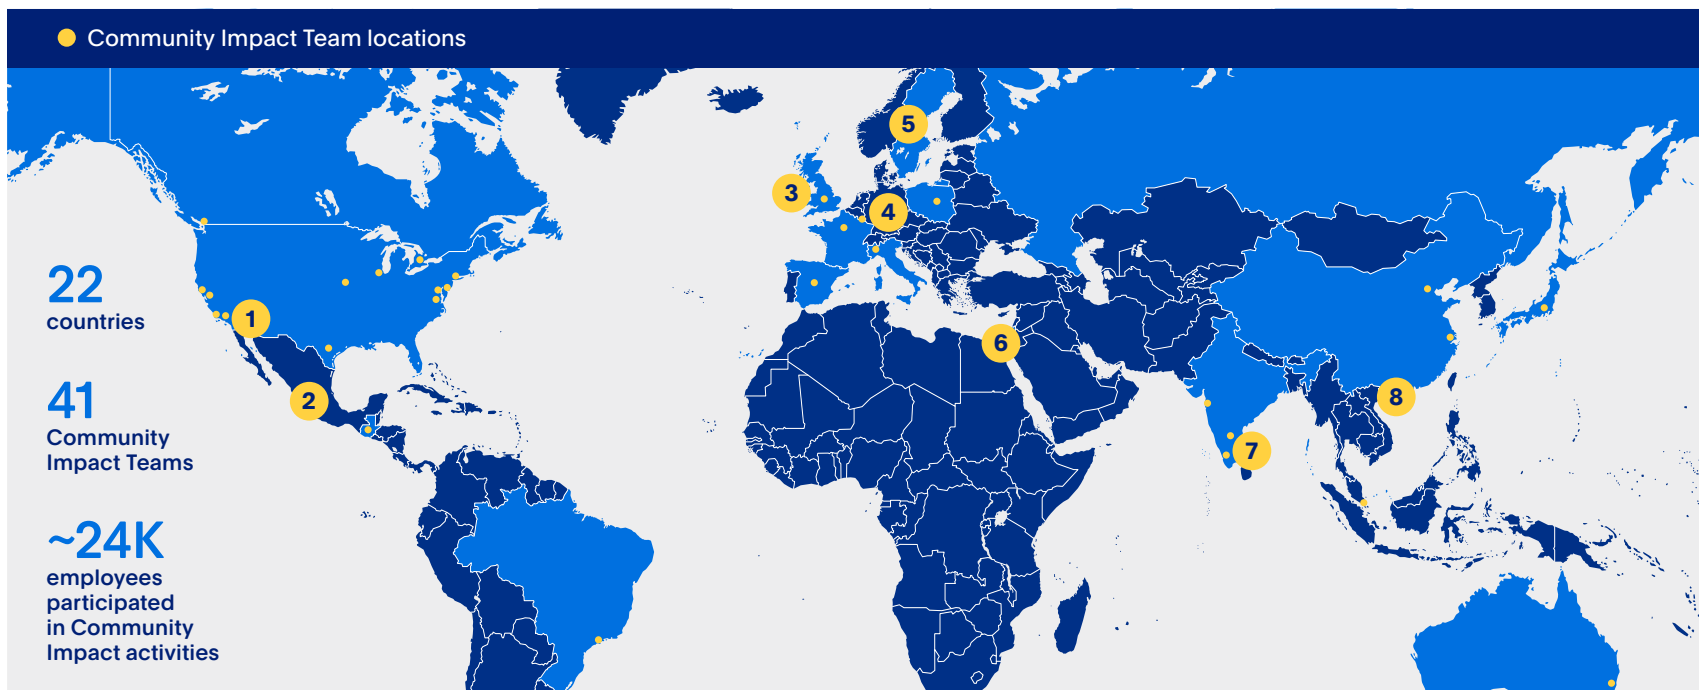 Community Impact Team locations
22
countries
41
Community
Impact Teams
~24K
employees
participated
in Community
Impact activities
1
2
3
4
5
6
7
8